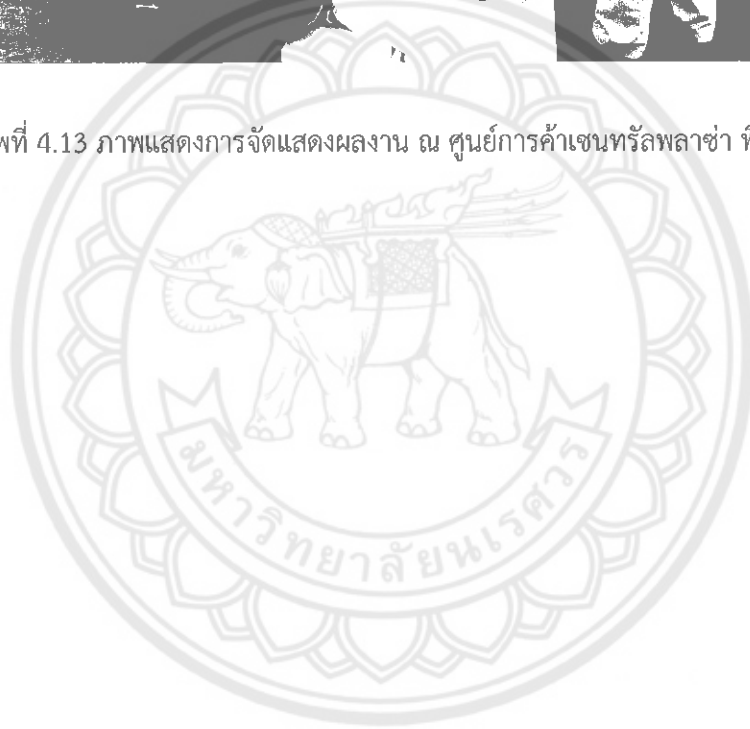 พที่ 4.13 ภาพแสดงการจัดแสดงผลงาน ณ ศูนย์การค้าเซนทรัลพลาซ่า
มหาวิทยาลัยนเรศวร